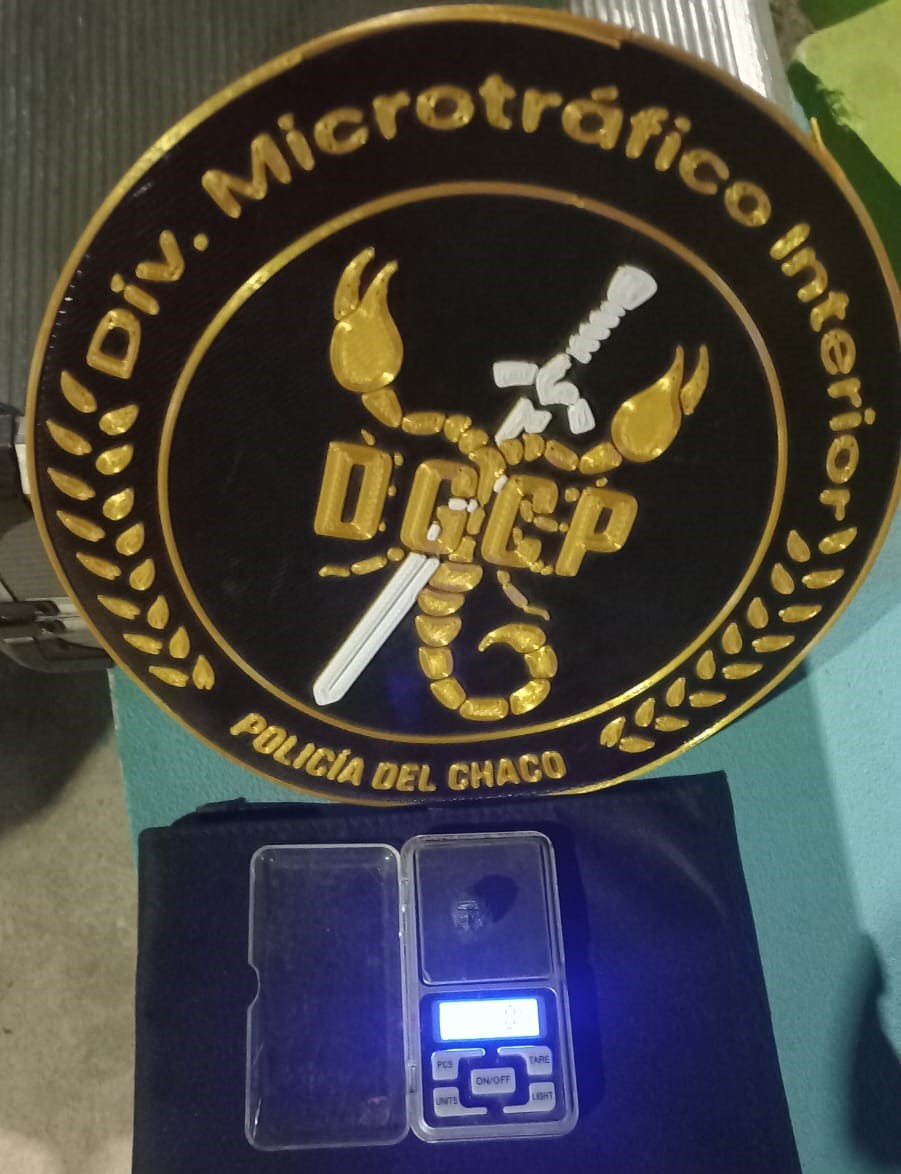 Div. Microtráfico Interior
DGCP
POLICÍA DEL CHACO
PCS
TARE
ON/OFF
UNITS
LIGHT